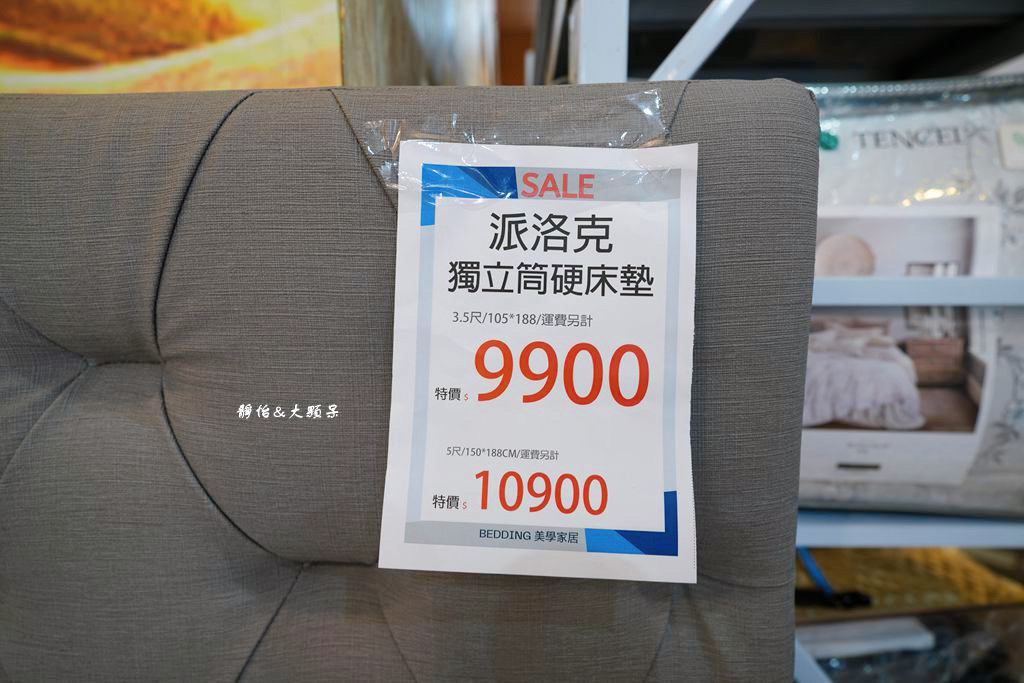 TENCEL
SALE
派洛克
獨立筒硬床墊
3.5尺/105*188/運費另計
特價$ 9900
5尺/150*188CM/運費另計
特價$ 10900
BEDDING 美學家居
靜怡&大顆呆